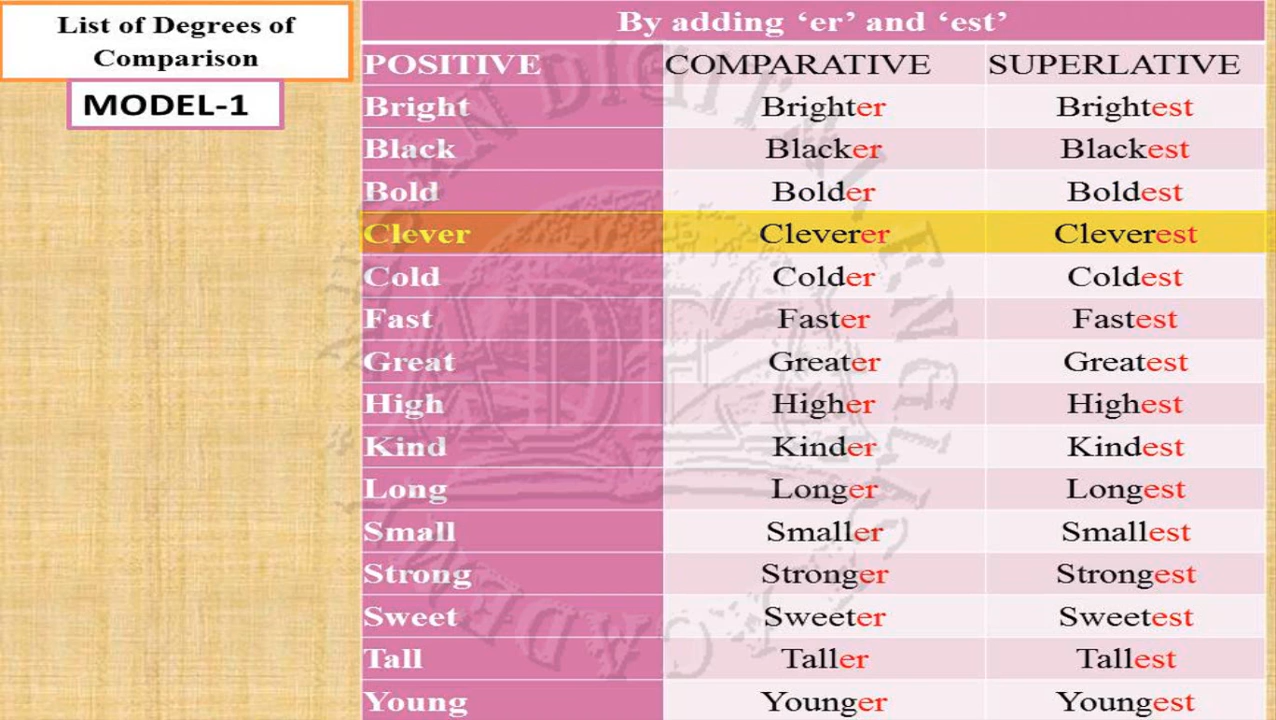 List of Degrees of
Comparison
MODEL-1
By adding ‘er’ and ‘est’
POSITIVE COMPARATIVE SUPERLATIVE
Bright Brighter Brightest
Black Blacker Blackest
Bold Bolder Boldest
Clever Cleverer Cleverest
Cold Colder Coldest
Fast Faster Fastest
Great Greater Greatest
High Higher Highest
Kind Kinder Kindest
Long Longer Longest
Small Smaller Smallest
Strong Stronger Strongest
Sweet Sweeter Sweetest
Tall Taller Tallest
Young Younger Youngest